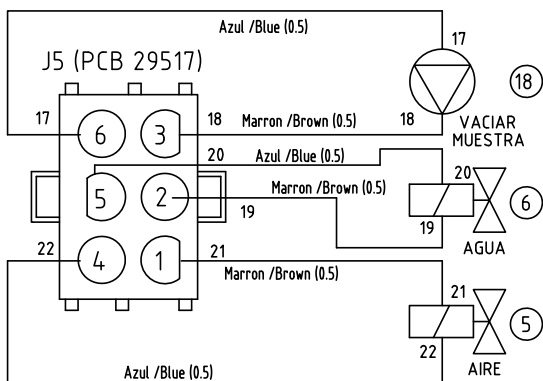 Azul /Blue (0.5)
J5 (PCB 29517)
17
18
17
6
3
18
Marron /Brown (0.5)
18
VACIAR
MUESTRA
20
Azul /Blue (0.5)
20
5
2
Marron /Brown (0.5)
19
19
6
AGUA
22
4
1
21
Marron /Brown (0.5)
21
5
22
AIRE
Azul /Blue (0.5)